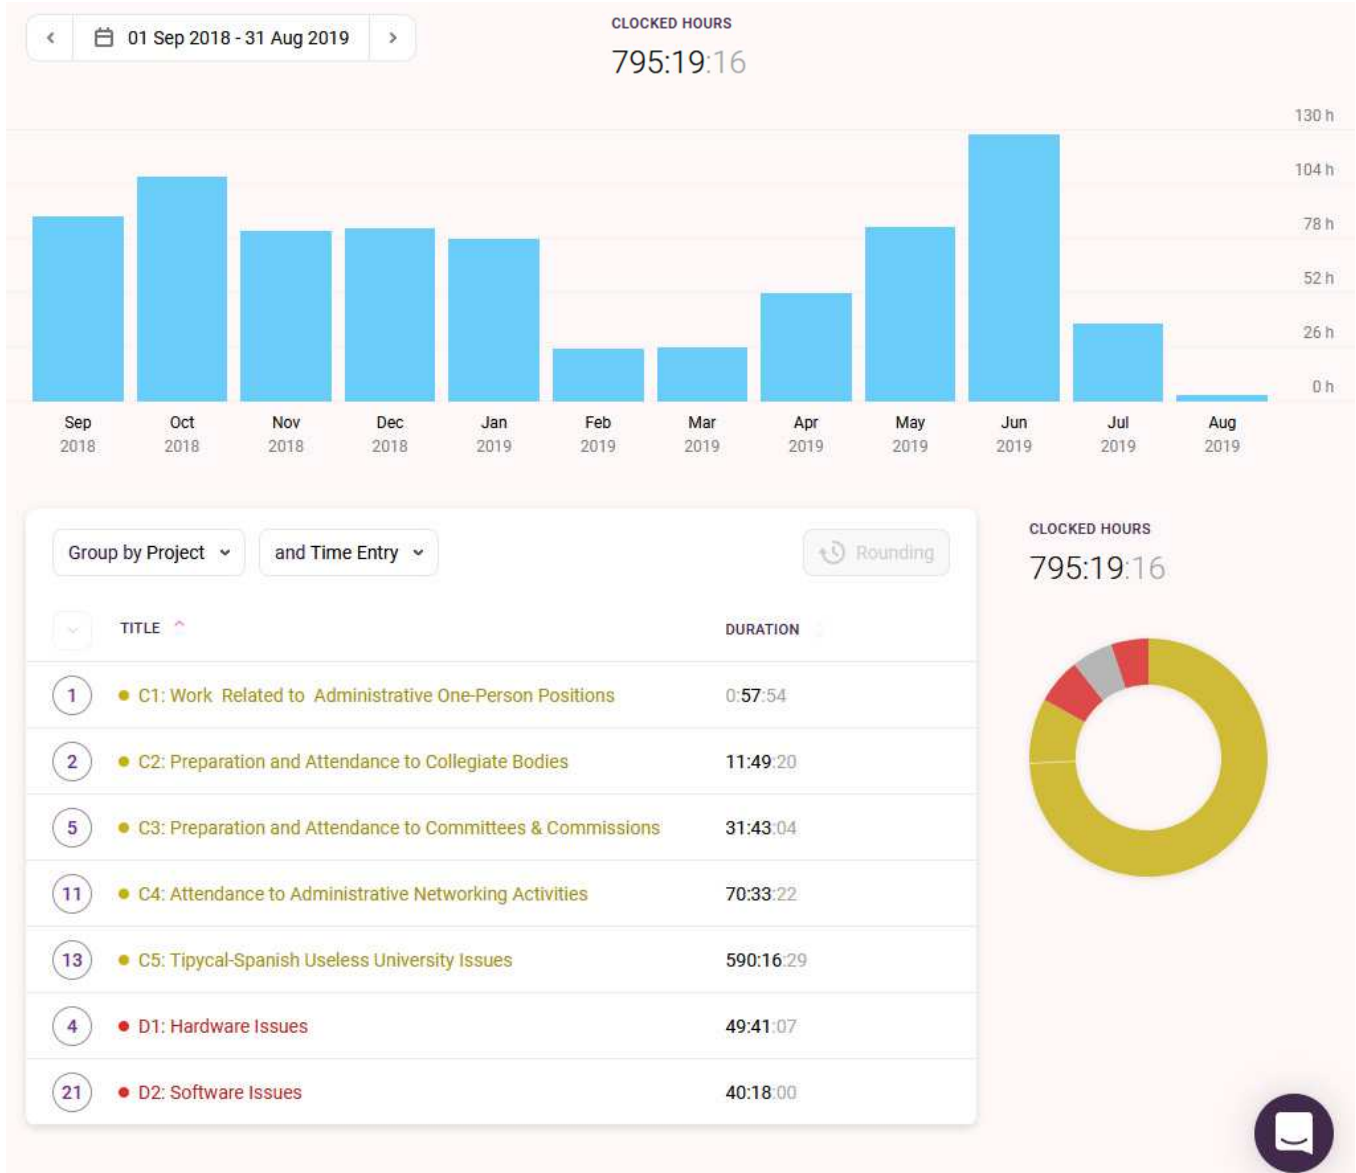 01 Sep 2018 - 31 Aug 2019
CLOCKED HOURS
795:19:16
130 h
104 h
78 h
52 h
26 h
0 h
Sep Oct Nov Dec Jan Feb Mar Apr May Jun Jul Aug
2018 2018 2018 2018 2019 2019 2019 2019 2019 2019 2019 2019
Group by Project and Time Entry Rounding
TITLE DURATION
1 C1: Work Related to Administrative One-Person Positions 0:57:54
2 C2: Preparation and Attendance to Collegiate Bodies 11:49:20
5 C3: Preparation and Attendance to Committees & Commissions 31:43:04
11 C4: Attendance to Administrative Networking Activities 70:33:22
13 C5: Tipycal-Spanish Useless University Issues 590:16:29
4 D1: Hardware Issues 49:41:07
21 D2: Software Issues 40:18:00
CLOCKED HOURS
795:19:16